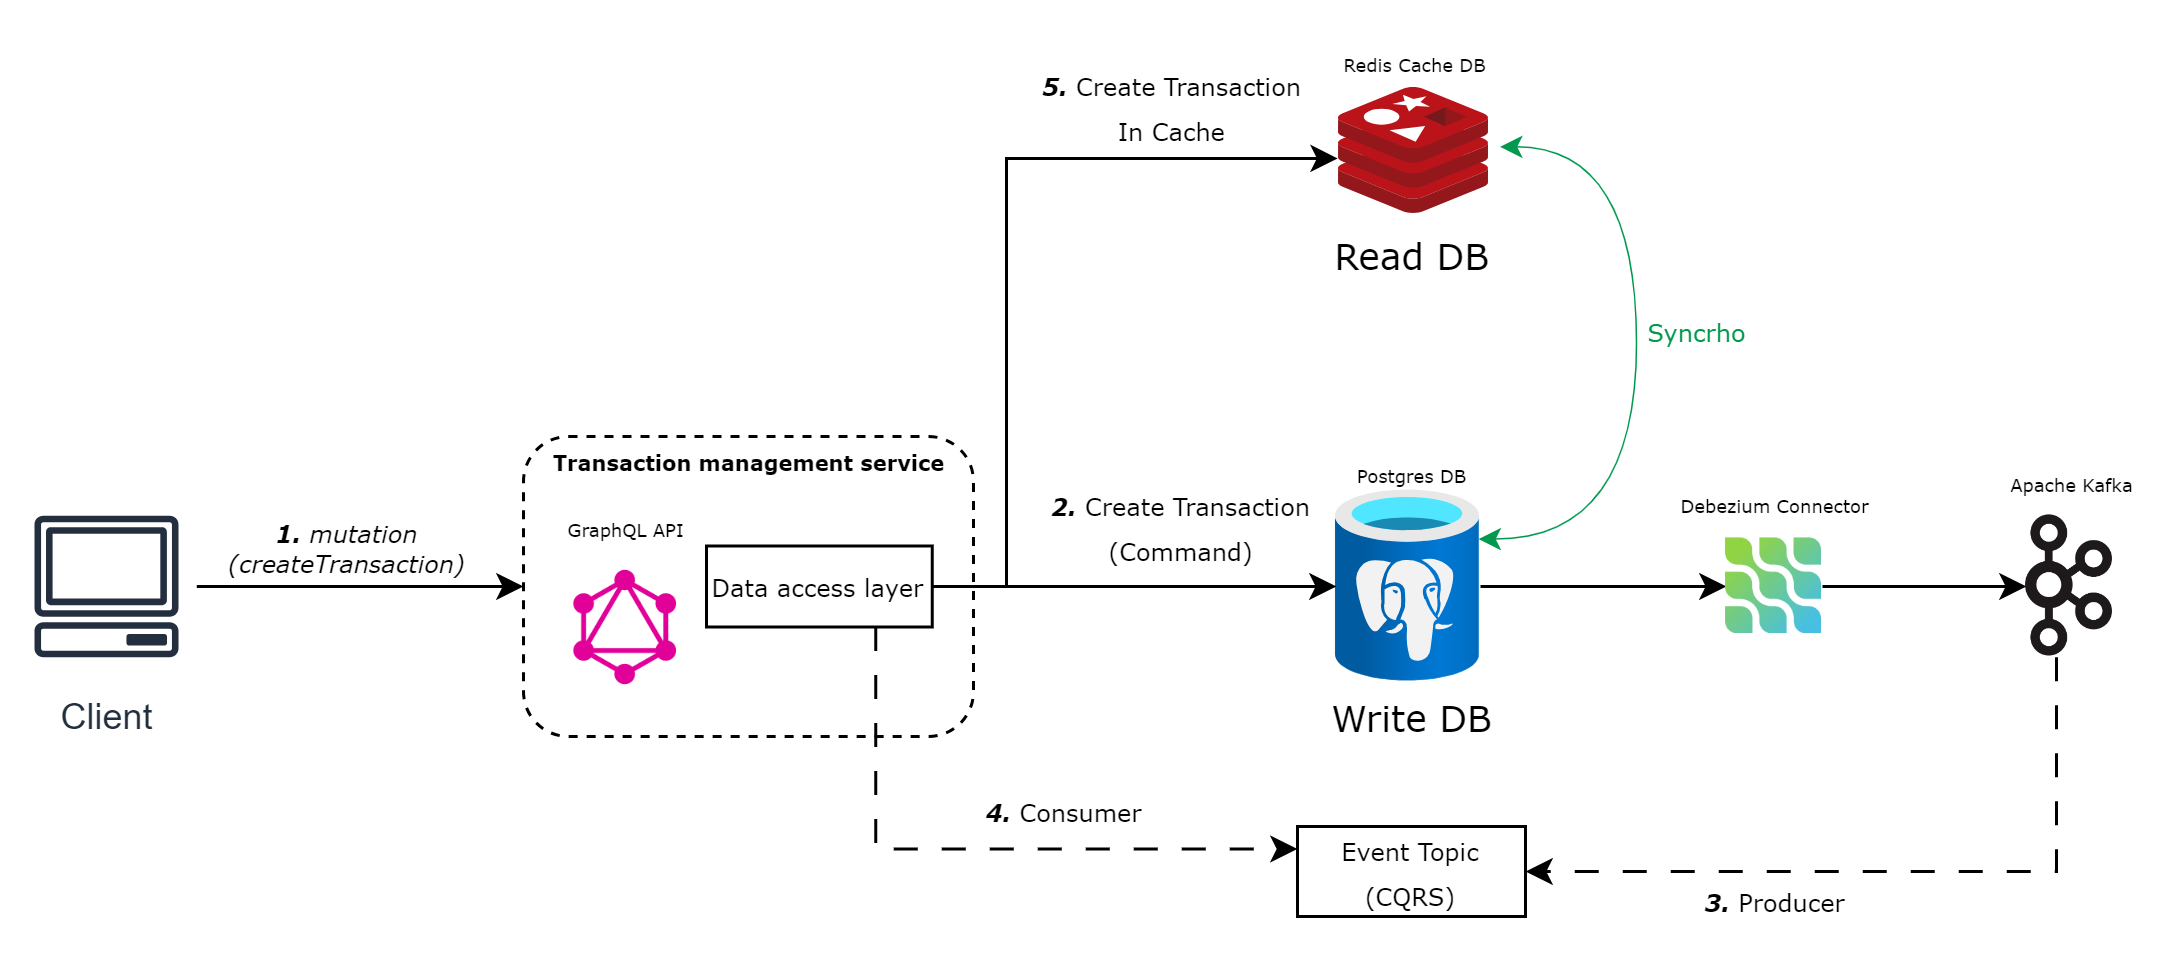 Redis Cache DB
5. Create Transaction
In Cache
Read DB
Syncrho
Transaction management service
GraphQL API
Data access layer
1. mutation
(createTransaction)
Client
2. Create Transaction
(Command)
Postgres DB
Write DB
Debezium Connector
Apache Kafka
4. Consumer
Event Topic
(CQRS)
3. Producer